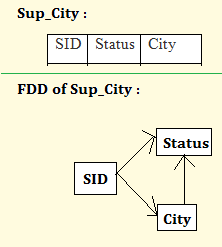 Sup_City :
SID Status City
FDD of Sup_City :
Status
SID
City